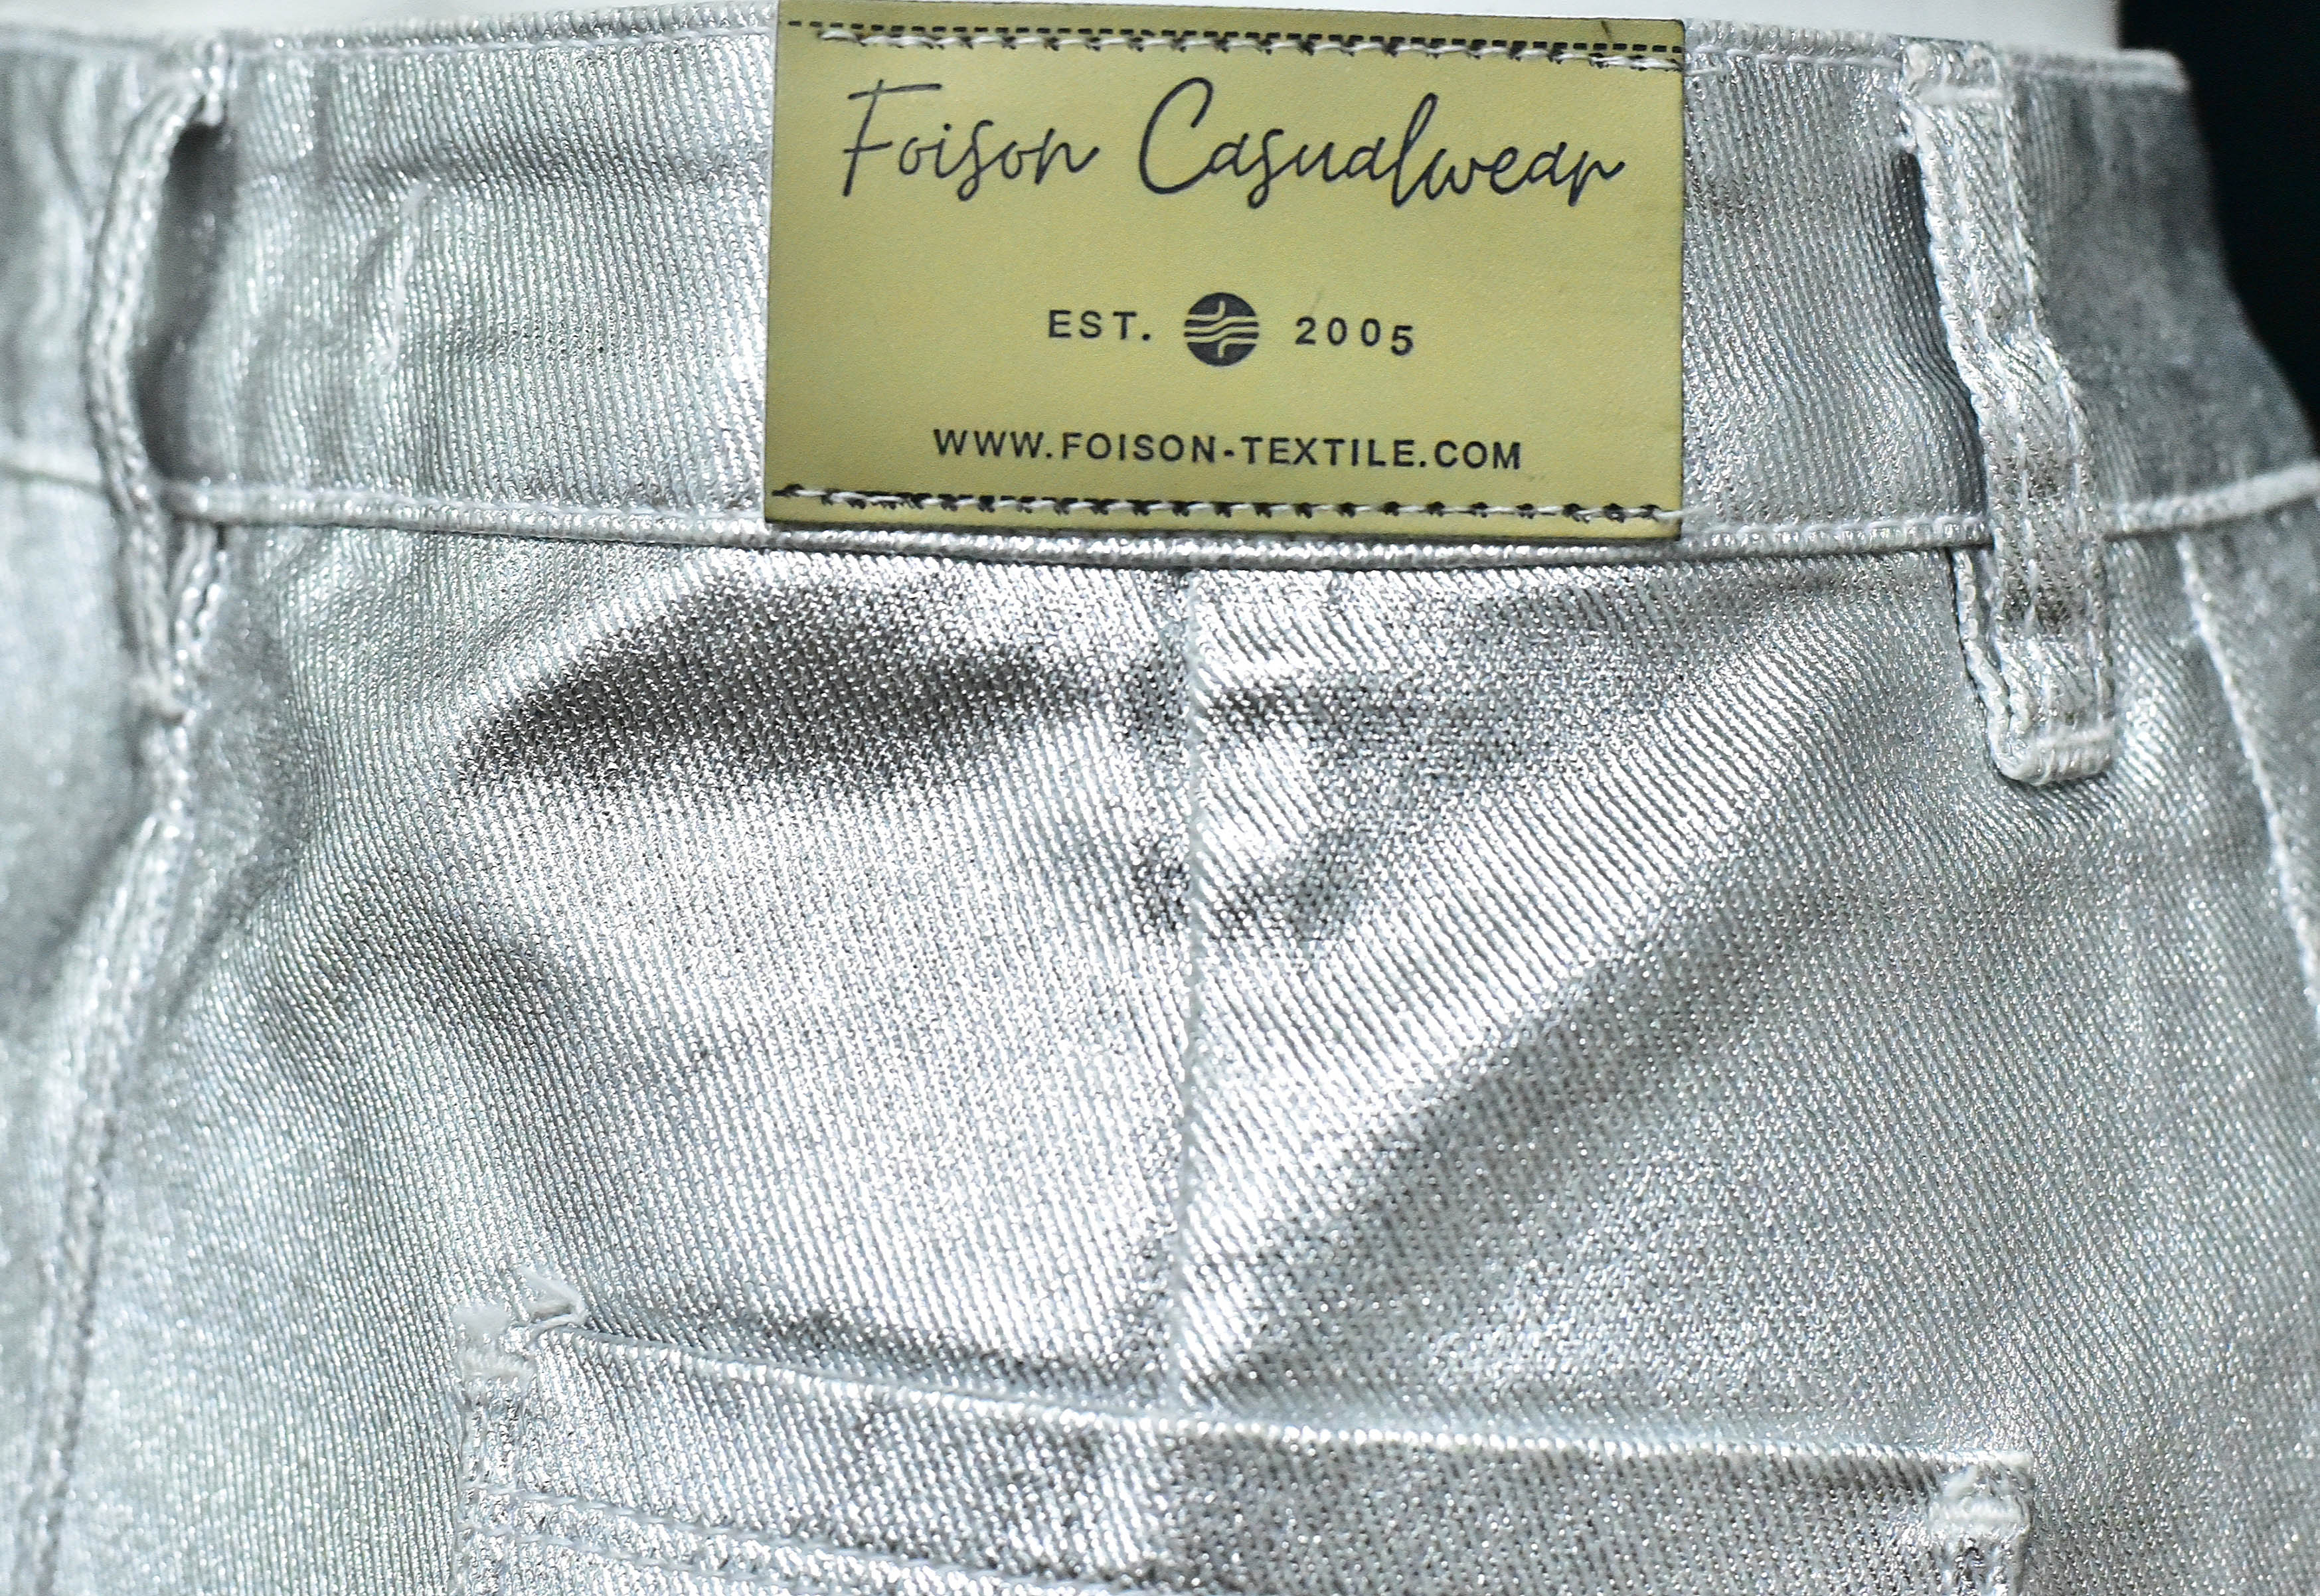 Foison Casualwear
EST. 2005
WWW.FOISON-TEXTILE.COM